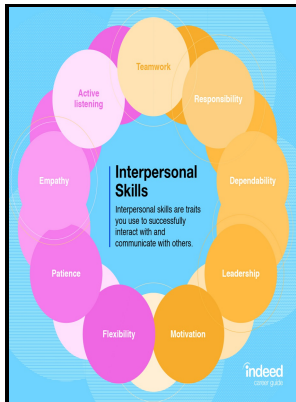 Teamwork
Responsibility
Dependability
Leadership
Motivation
Flexibility
Patience
Empathy
Active
listening
Interpersonal
Skills
Interpersonal skills are traits
you use to successfully
interact with and
communicate with others.
indeed
career guide